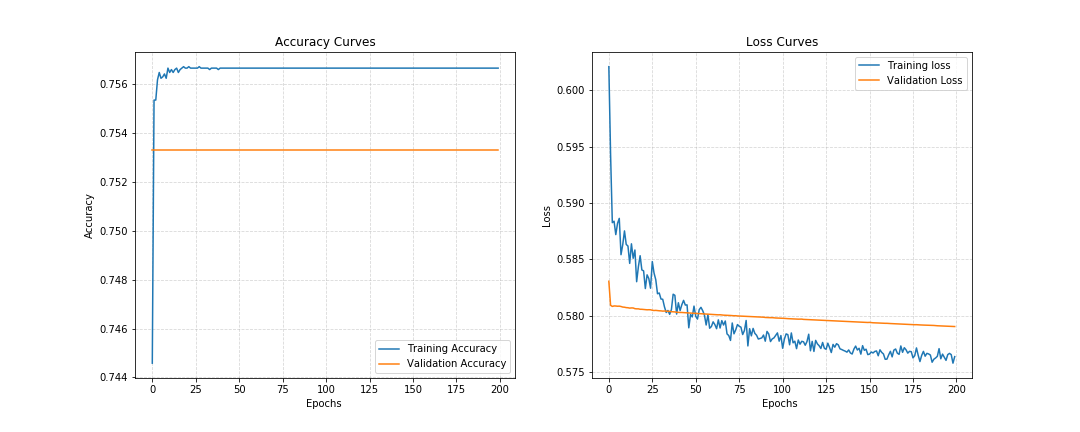 Accuracy Curves
Accuracy
0.756
0.754
0.752
0.750
0.748
0.746
0.744
0 25 50 75 100 125 150 175 200
Epochs
Training Accuracy
Validation Accuracy
Loss Curves
Loss
0.600
0.595
0.590
0.585
0.580
0.575
0 25 50 75 100 125 150 175 200
Epochs
Training loss
Validation Loss